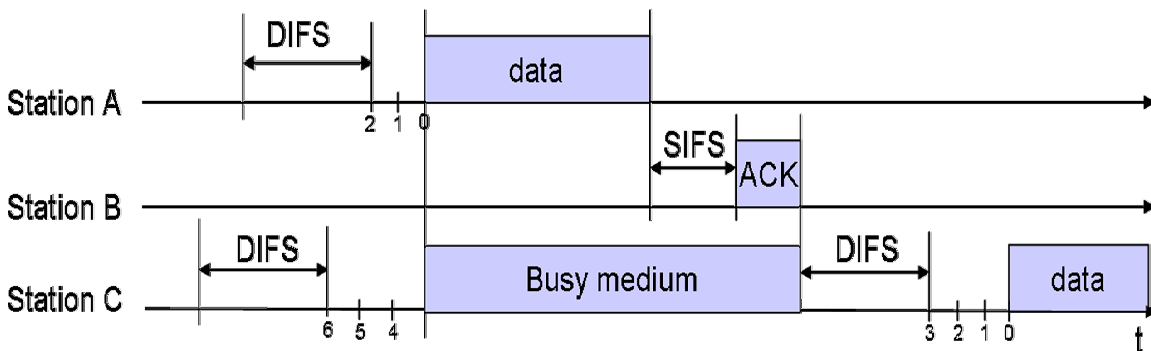 DIFS
data
Station A
2 1 0
SIFS
ACK
Station B
DIFS
Busy medium
DIFS
data
Station C
6 5 4
3 2 1 0
t